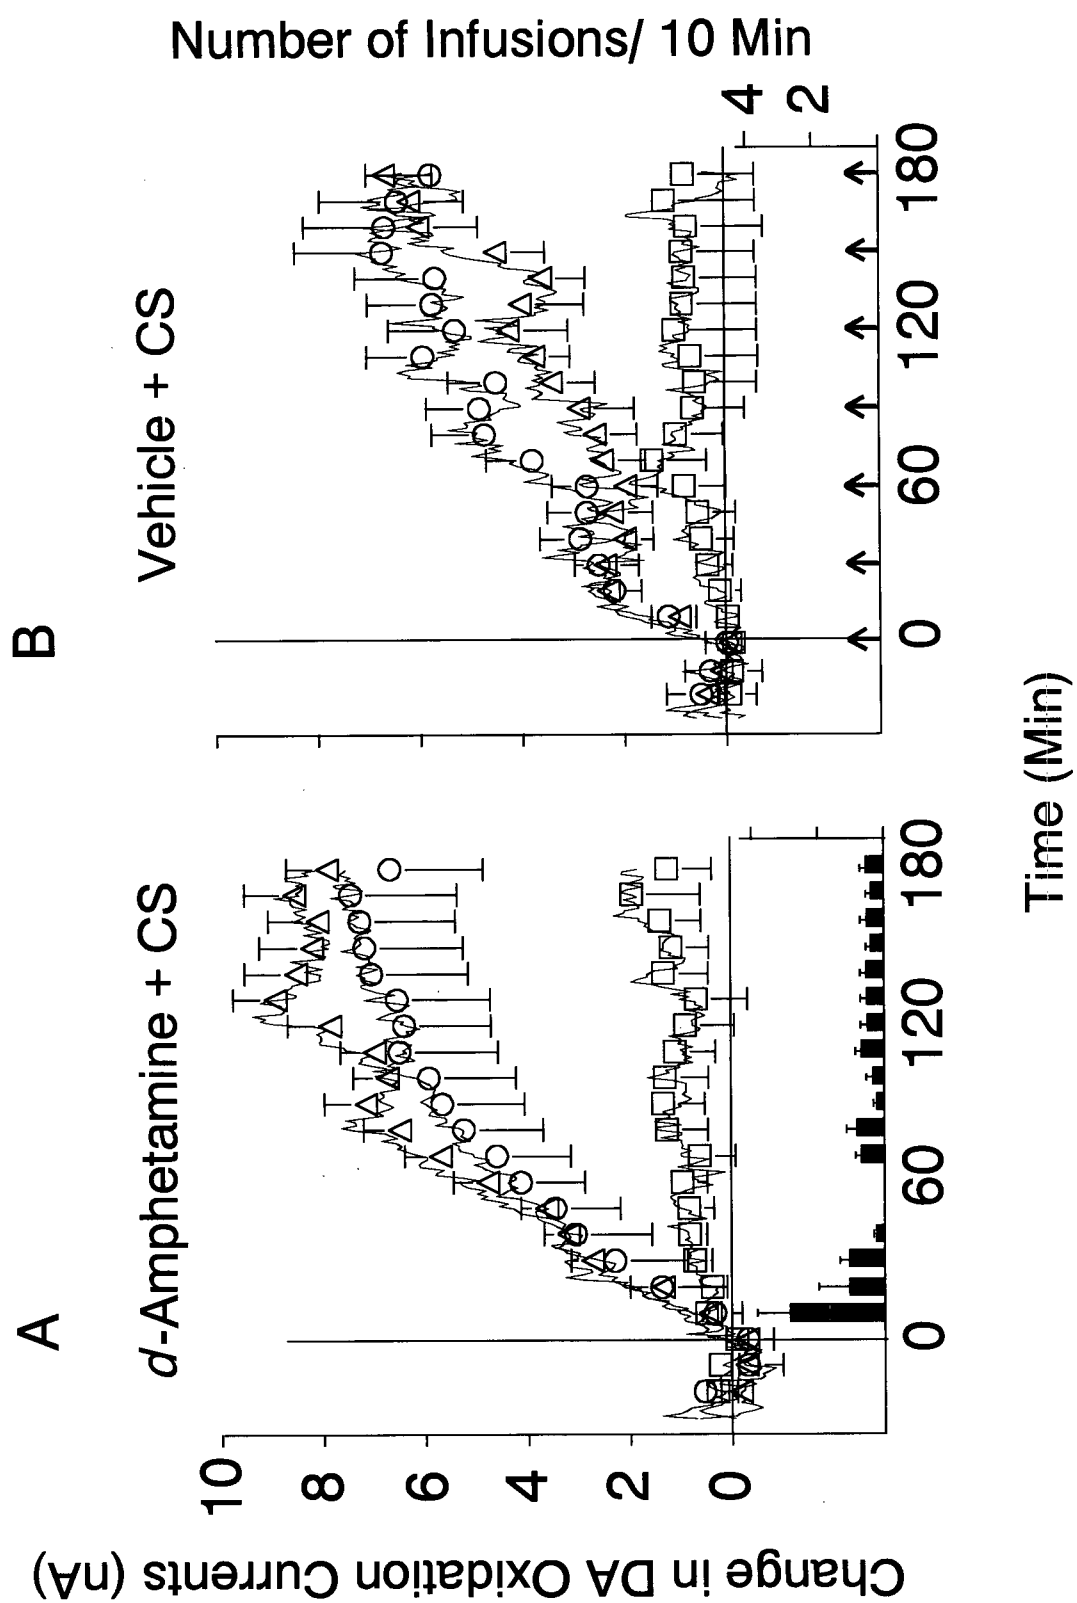 A
d-Amphetamine + CS
B
Vehicle + CS
Change in DA Oxidation Currents (nA)
10
8
6
4
2
0
Number of Infusions/ 10 Min
4
2
0 60 120 180
0 60 120 180
Time (Min)